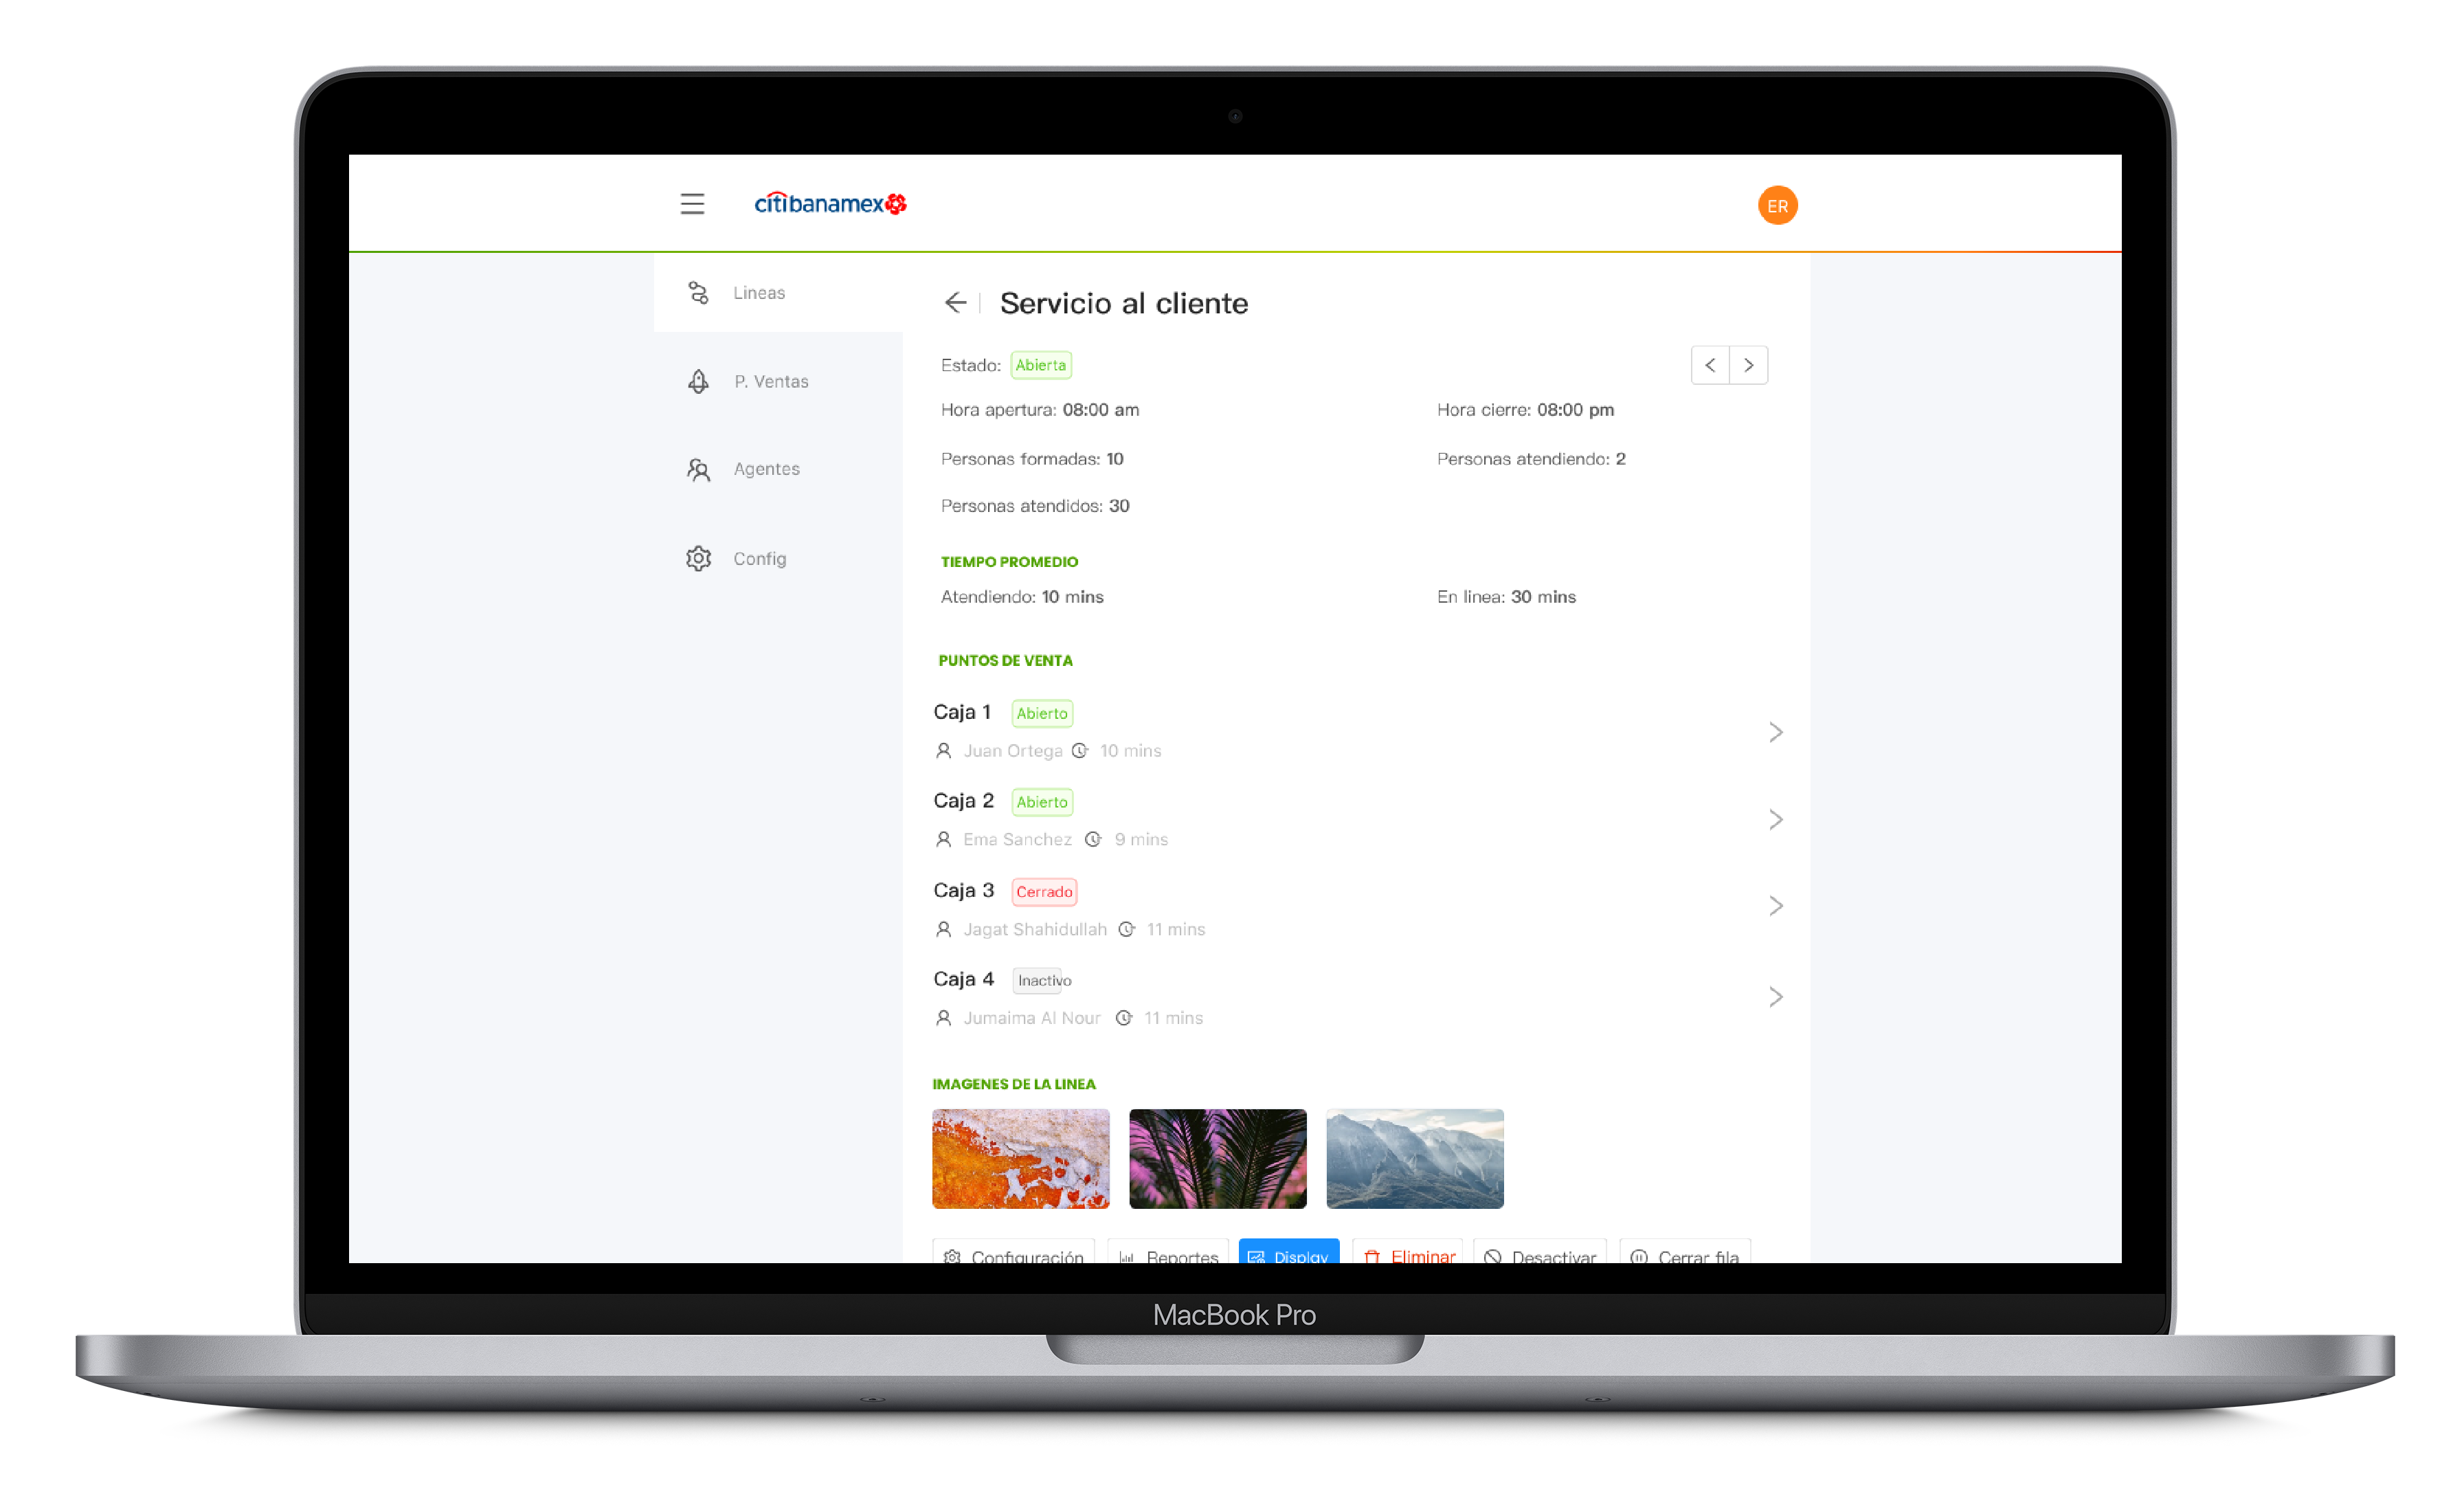 citibanamex
ER
Lineas
P. Ventas
Agentes
Config
Servicio al cliente
Estado: Abierta
Hora apertura: 08:00 am
Hora cierre: 08:00 pm
Personas formadas: 10
Personas atendiendo: 2
Personas atendidos: 30
TIEMPO PROMEDIO
Atendiendo: 10 mins
En linea: 30 mins
PUNTOS DE VENTA
Caja 1 Abierto
Juan Ortega 10 mins
Caja 2 Abierto
Ema Sanchez 9 mins
Caja 3 Cerrado
Jagat Shahidullah 11 mins
Caja 4 Inactivo
Jumaima Al Nour 11 mins
IMAGENES DE LA LINEA
Configuración Reportes Display Eliminar Desactivar Cerrar fila
MacBook Pro